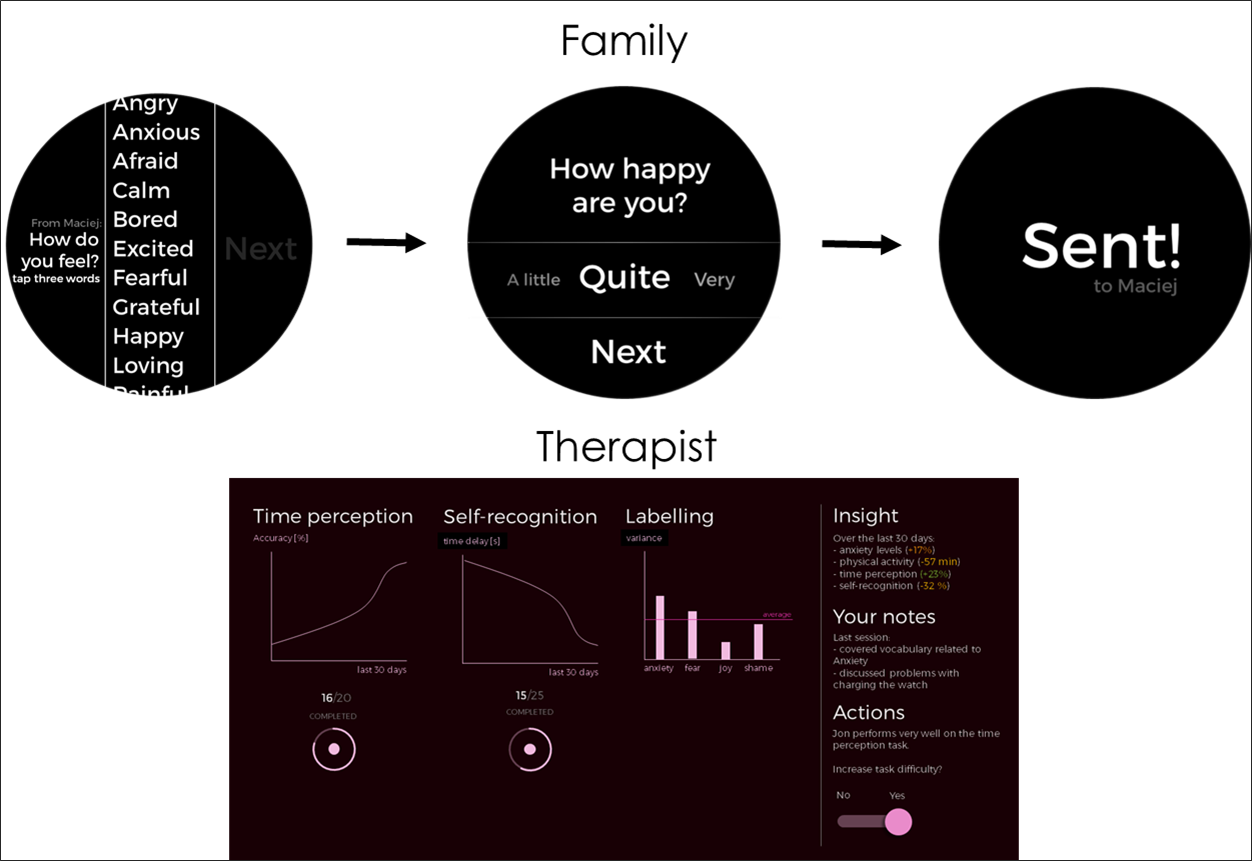 Family
Angry
Anxious
Afraid
Calm
Bored
Excited
Fearful
Grateful
Happy
Loving
Painful
From Maciej:
How do
you feel?
tap three words
Next
How happy
are you?
A little Quite Very
Next
Sent!
to Maciej
Therapist
Time perception
Accuracy [%]
last 30 days
16/20
COMPLETED
Self-recognition
time delay [s]
last 30 days
15/25
COMPLETED
Labelling
variance
average
anxiety fear joy shame
Insight
Over the last 30 days:
- anxiety levels (+17%)
- physical activity (-57 min)
- time perception (+23%)
- self-recognition (-32 %)
Your notes
Last session:
- covered vocabulary related to
Anxiety
- discussed problems with
charging the watch
Actions
Jon performs very well on the time
perception task.
Increase task difficulty?
No Yes